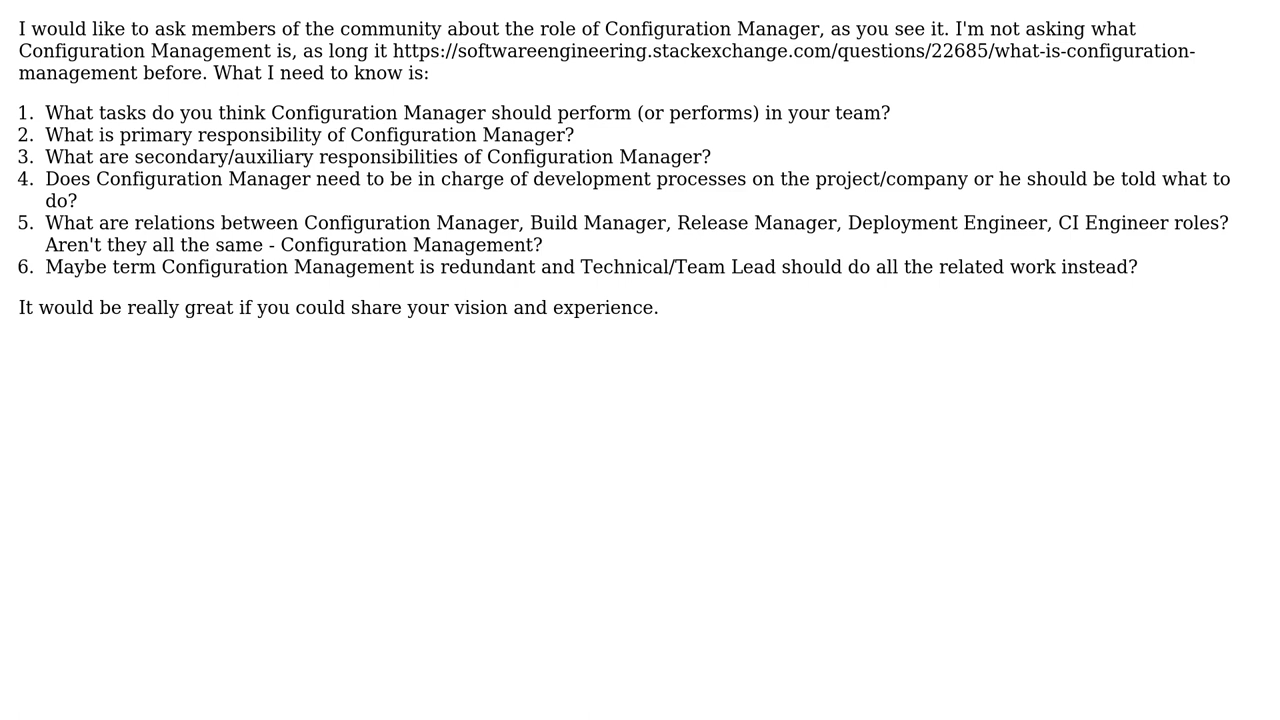 I would like to ask members of the community about the role of Configuration Manager, as you see it. I'm not asking what
Configuration Management is, as long it https://softwareengineering.stackexchange.com/questions/22685/what-is-configuration-
management before. What I need to know is:
1. What tasks do you think Configuration Manager should perform (or performs) in your team?
2. What is primary responsibility of Configuration Manager?
3. What are secondary/auxiliary responsibilities of Configuration Manager?
4. Does Configuration Manager need to be in charge of development processes on the project/company or he should be told what to
do?
5. What are relations between Configuration Manager, Build Manager, Release Manager, Deployment Engineer, CI Engineer roles?
Aren't they all the same - Configuration Management?
6. Maybe term Configuration Management is redundant and Technical/Team Lead should do all the related work instead?
It would be really great if you could share your vision and experience.